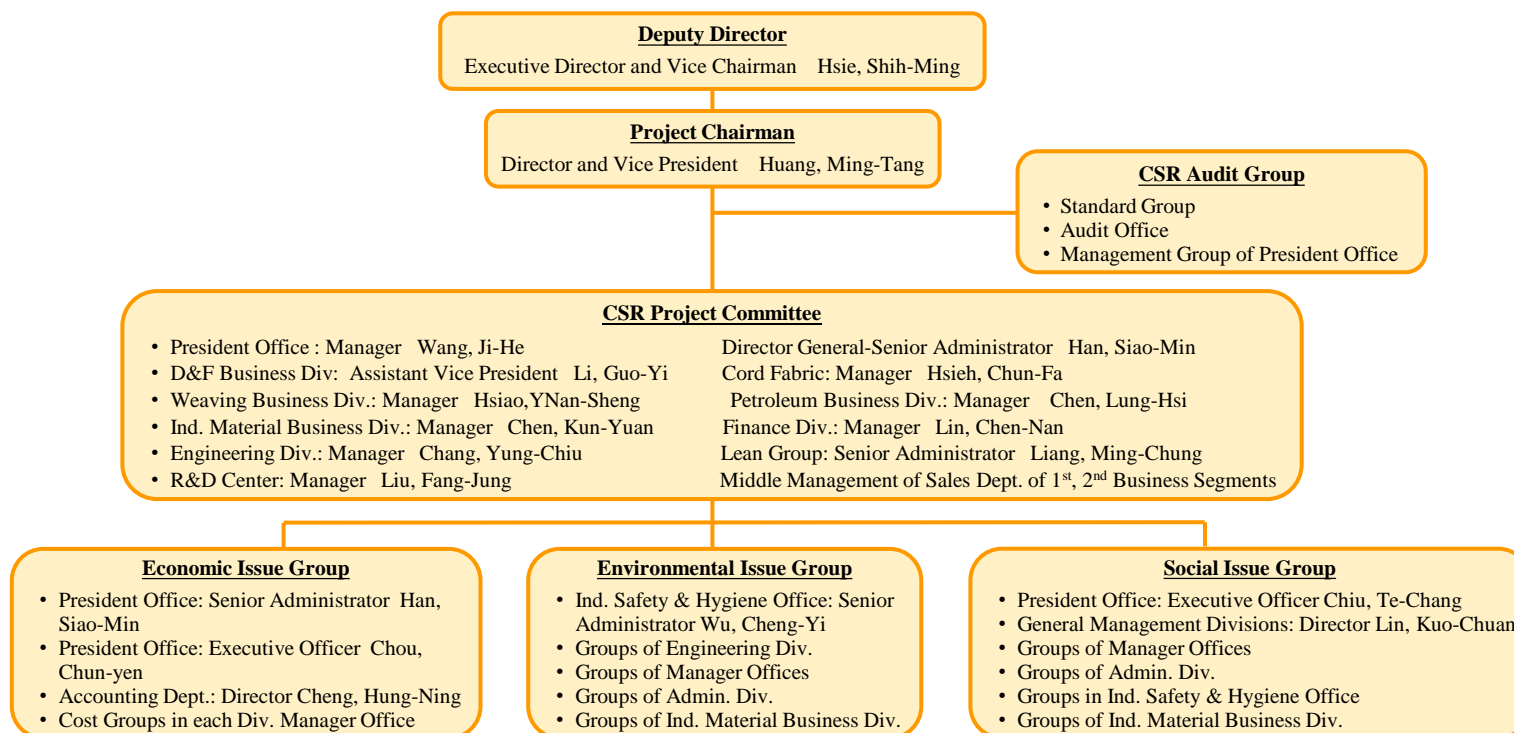 Deputy Director
Executive Director and Vice Chairman Hsie, Shih-Ming
Project Chairman
Director and Vice President Huang, Ming-Tang
CSR Audit Group
• Standard Group
• Audit Office
• Management Group of President Office
CSR Project Committee
• President Office : Manager Wang, Ji-He
• D&F Business Div: Assistant Vice President Li, Guo-Yi
• Weaving Business Div.: Manager Hsiao,YNan-Sheng
• Ind. Material Business Div.: Manager Chen, Kun-Yuan
• Engineering Div.: Manager Chang, Yung-Chiu
• R&D Center: Manager Liu, Fang-Jung
Director General-Senior Administrator Han, Siao-Min
Cord Fabric: Manager Hsieh, Chun-Fa
Petroleum Business Div.: Manager Chen, Lung-Hsi
Finance Div.: Manager Lin, Chen-Nan
Lean Group: Senior Administrator Liang, Ming-Chung
Middle Management of Sales Dept. of 1st, 2nd Business Segments
Economic Issue Group
• President Office: Senior Administrator Han,
Siao-Min
• President Office: Executive Officer Chou,
Chun-yen
• Accounting Dept.: Director Cheng, Hung-Ning
• Cost Groups in each Div. Manager Office
Environmental Issue Group
• Ind. Safety & Hygiene Office: Senior
Administrator Wu, Cheng-Yi
• Groups of Engineering Div.
• Groups of Manager Offices
• Groups of Admin. Div.
• Groups of Ind. Material Business Div.
Social Issue Group
• President Office: Executive Officer Chiu, Te-Chang
• General Management Divisions: Director Lin, Kuo-Chuan
• Groups of Manager Offices
• Groups of Admin. Div.
• Groups in Ind. Safety & Hygiene Office
• Groups of Ind. Material Business Div.